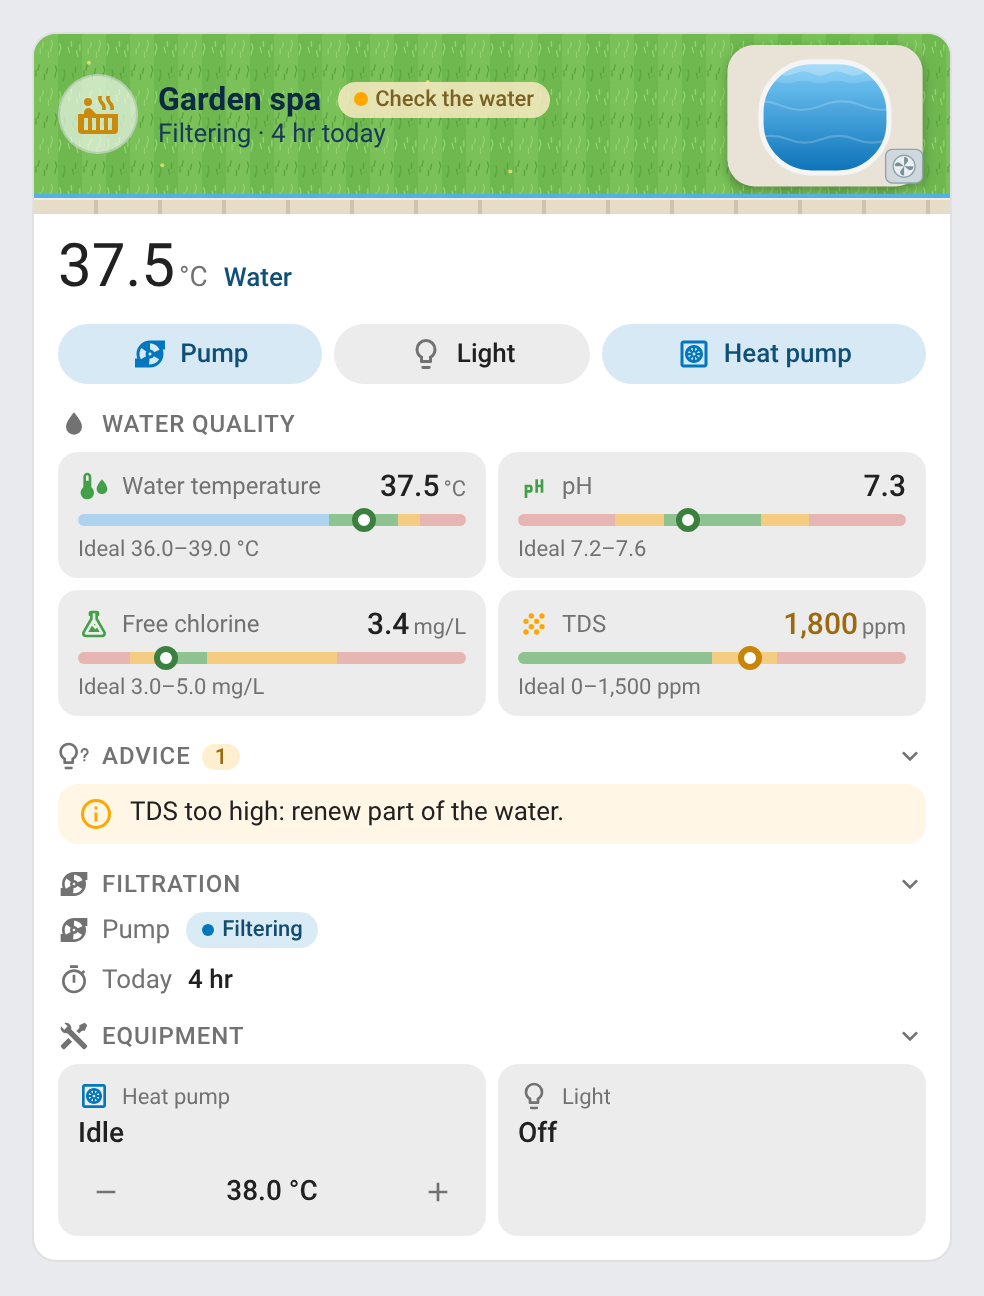 Garden spa
Check the water
Filtering · 4 hr today
37.5 °C Water
Pump
Light
Heat pump
WATER QUALITY
Water temperature 37.5 °C
Ideal 36.0–39.0 °C
pH pH 7.3
Ideal 7.2–7.6
Free chlorine 3.4 mg/L
Ideal 3.0–5.0 mg/L
TDS 1,800 ppm
Ideal 0–1,500 ppm
? ADVICE 1
TDS too high: renew part of the water.
FILTRATION
Pump Filtering
Today 4 hr
EQUIPMENT
Heat pump
Idle
− 38.0 °C +
Light
Off